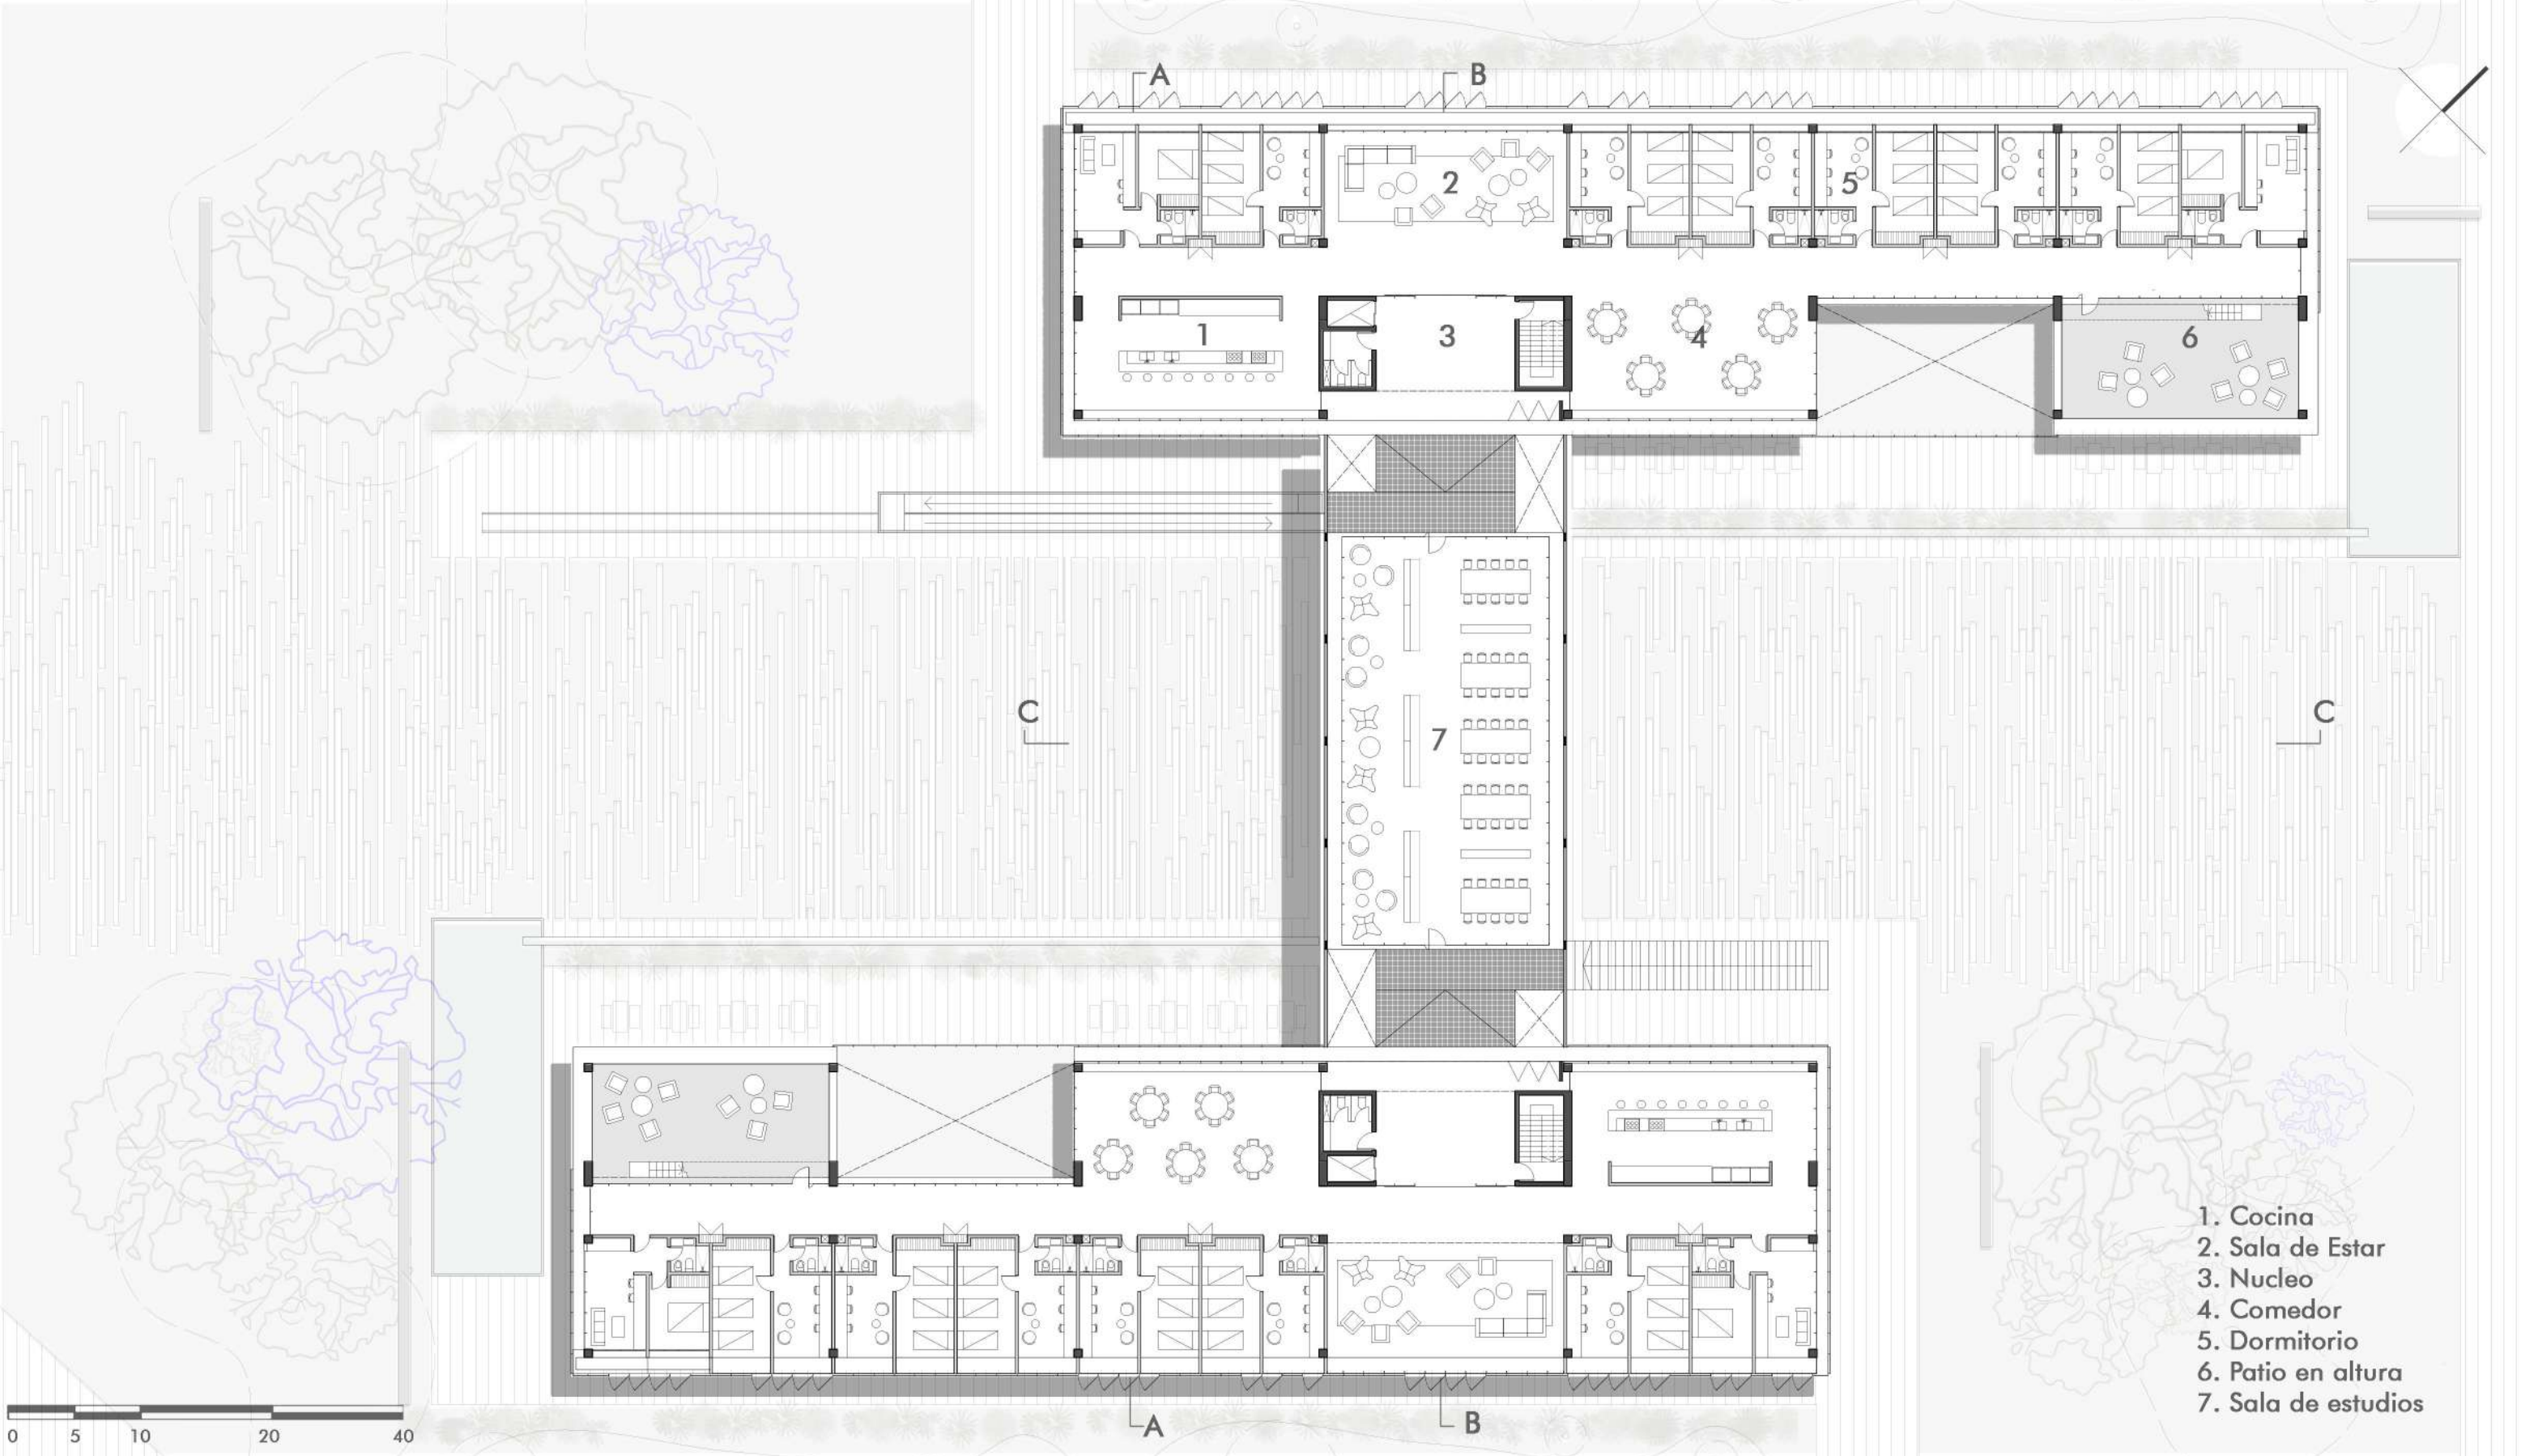 A B
2
5
1
3
4
6
C C
7
1. Cocina
2. Sala de Estar
3. Nucleo
4. Comedor
5. Dormitorio
6. Patio en altura
7. Sala de estudios
A B
0 5 10 20 40